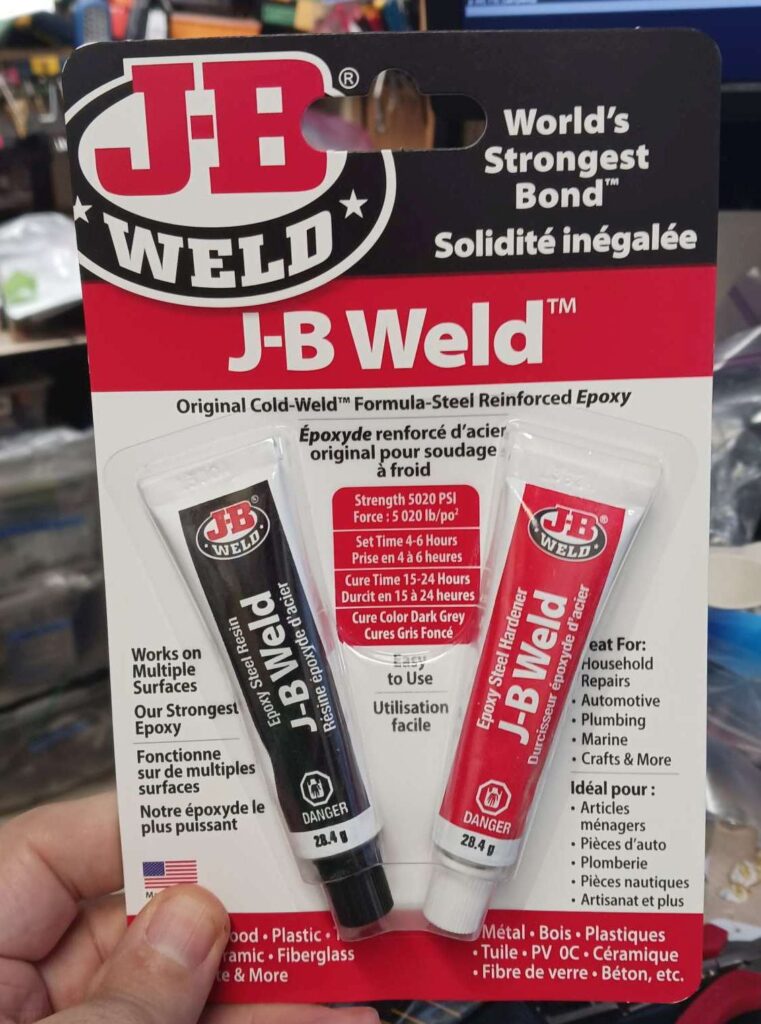 J-B ®
WELD
World's
Strongest
Bond™
Solidité inégalée
J-B Weld™
Original Cold-Weld™ Formula-Steel Reinforced Epoxy
Époxyde renforcé d'acier
original pour soudage
à froid
Strength 5020 PSI
Force : 5 020 lb/po²
Set Time 4-6 Hours
Prise en 4 à 6 heures
Cure Time 15-24 Hours
Durcit en 15 à 24 heures
Cure Color Dark Grey
Cures Gris Foncé
Easy
to Use
Utilisation
facile
J-B ®
WELD
Epoxy Steel Resin
J-B Weld
Résine époxyde d'acier
DANGER
28.4 g
J-B ®
WELD
Epoxy Steel Hardener
J-B Weld
Durcisseur époxyde d'acier
DANGER
28.4 g
Works on
Multiple
Surfaces
Our Strongest
Epoxy
Fonctionne
sur de multiples
surfaces
Notre époxyde le
plus puissant
eat For:
Household
Repairs
• Automotive
• Plumbing
• Marine
• Crafts & More
Idéal pour :
• Articles
ménagers
• Pièces d'auto
• Plomberie
• Pièces nautiques
• Artisanat et plus
ood • Plastic •
ramic • Fiberglass
te & More
Métal • Bois • Plastiques
• Tuile • PV 0C • Céramique
• Fibre de verre • Béton, etc.